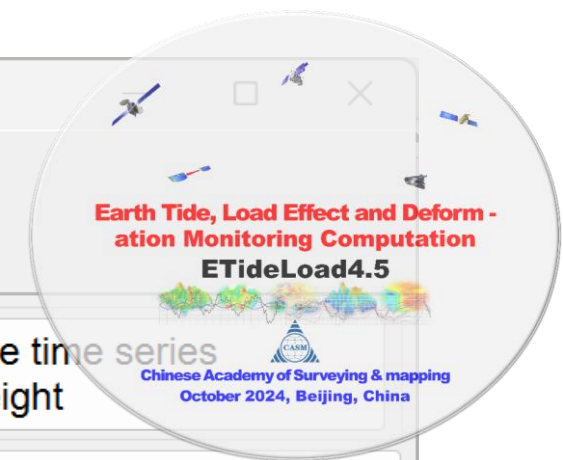 Earth Tide, Load Effect and Deform -
ation Monitoring Computation
ETideLoad4.5
CASM
e time series
ight
Chinese Academy of Surveying & mapping
October 2024, Beijing, China